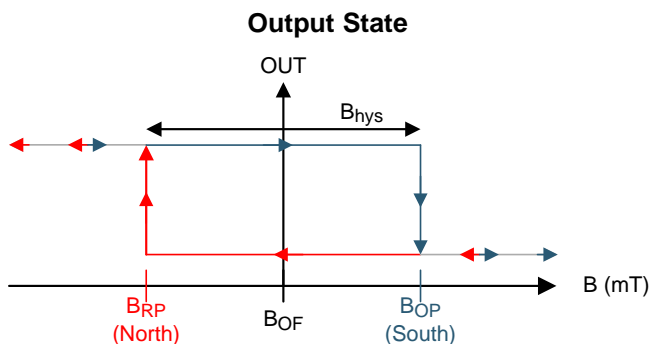 Output State
OUT
Bhys
B (mT)
BRP
(North)
BOF
BOP
(South)